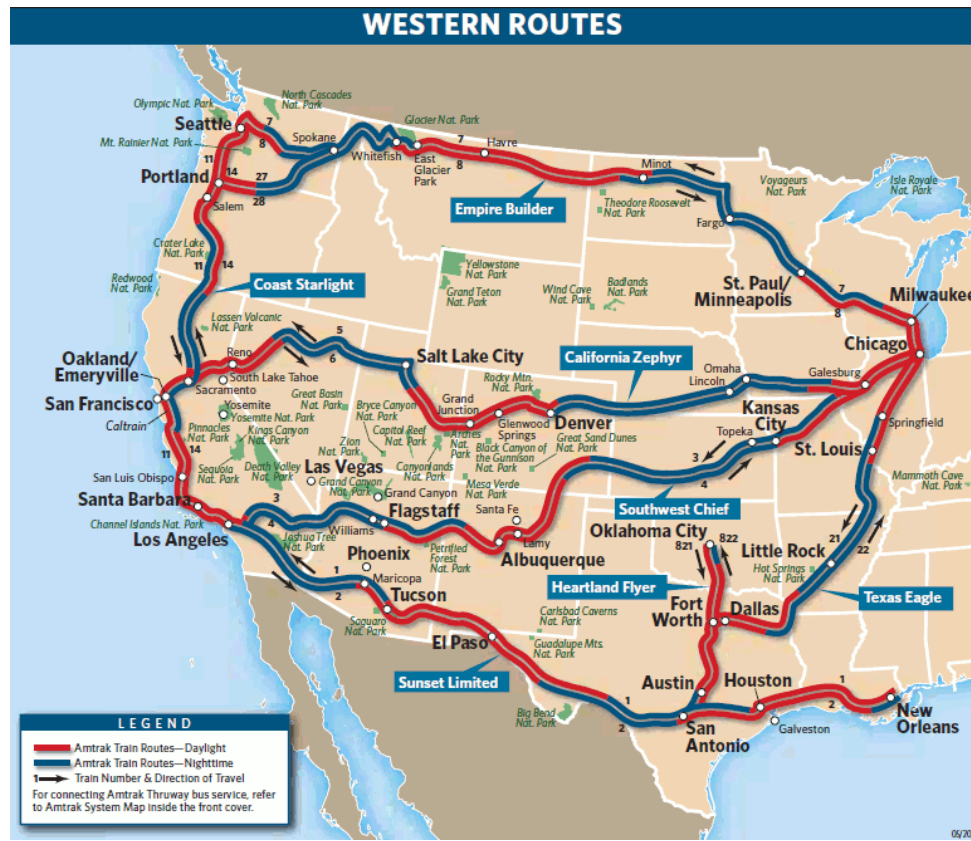 WESTERN ROUTES
Olympic Nat. Park
North Cascades
Nat. Park
Seattle
7
8
Mt. Rainier Nat. Park
Spokane
Glacier Nat. Park
Whitefish
East
Glacier
Park
7
8
Havre
Minot
Voyageurs
Nat. Park
Isle Royale
Nat. Park
11
14
Portland
27
28
Salem
Empire Builder
Theodore Roosevelt
Nat. Park
Fargo
Crater Lake
Nat. Park
11
14
Redwood
Nat. Park
Coast Starlight
Yellowstone
Nat. Park
Grand Teton
Nat. Park
Wind Cave
Nat. Park
Badlands
Nat. Park
St. Paul/
Minneapolis
7
8
Milwaukee
Lassen Volcanic
Nat. Park
5
6
Chicago
Oakland/
Emeryville
Reno
Salt Lake City
California Zephyr
Omaha
Lincoln
Galesburg
South Lake Tahoe
Sacramento
San Francisco
Caltrain
Great Basin
Nat. Park
Rocky Mtn.
Nat. Park
Grand
Junction
Glenwood
Springs
Denver
Kansas
City
Topeka
Springfield
Yosemite
Yosemite Nat. Park
Pinnacles
Nat. Park
Kings Canyon
Nat. Park
Bryce Canyon
Nat. Park
Capitol Reef
Nat. Park
Arches
Nat.
Park
Black Canyon of
the Gunnison
Nat. Park
Great Sand Dunes
Nat. Park
St. Louis
11
14
Zion
Nat. Park
Canyonlands
Nat. Park
3
4
Sequoia
Nat. Park
Death Valley
Nat. Park
Las Vegas
Grand Canyon
Nat. Park
Mesa Verde
Nat. Park
Mammoth Cave
Nat. Park
San Luis Obispo
Santa Barbara
3
4
Grand Canyon
Santa Fe
Southwest Chief
Channel Islands Nat. Park
Los Angeles
Williams
Flagstaff
Lamy
Oklahoma City
821
822
21
22
Joshua Tree
Nat. Park
Phoenix
Petrified
Forest
Nat. Park
Albuquerque
Little Rock
Hot Springs
Nat. Park
1
2
Maricopa
Tucson
Heartland Flyer
Texas Eagle
Saguaro
Nat. Park
Carlsbad Caverns
Nat. Park
Fort
Worth
Dallas
El Paso
Guadalupe Mts.
Nat. Park
Sunset Limited
Austin
Houston
1
2
Big Bend
Nat. Park
1
2
San
Antonio
Galveston
New
Orleans
LEGEND
Amtrak Train Routes—Daylight
Amtrak Train Routes—Nighttime
1 Train Number & Direction of Travel
For connecting Amtrak Thruway bus service, refer
to Amtrak System Map inside the front cover.
05/20